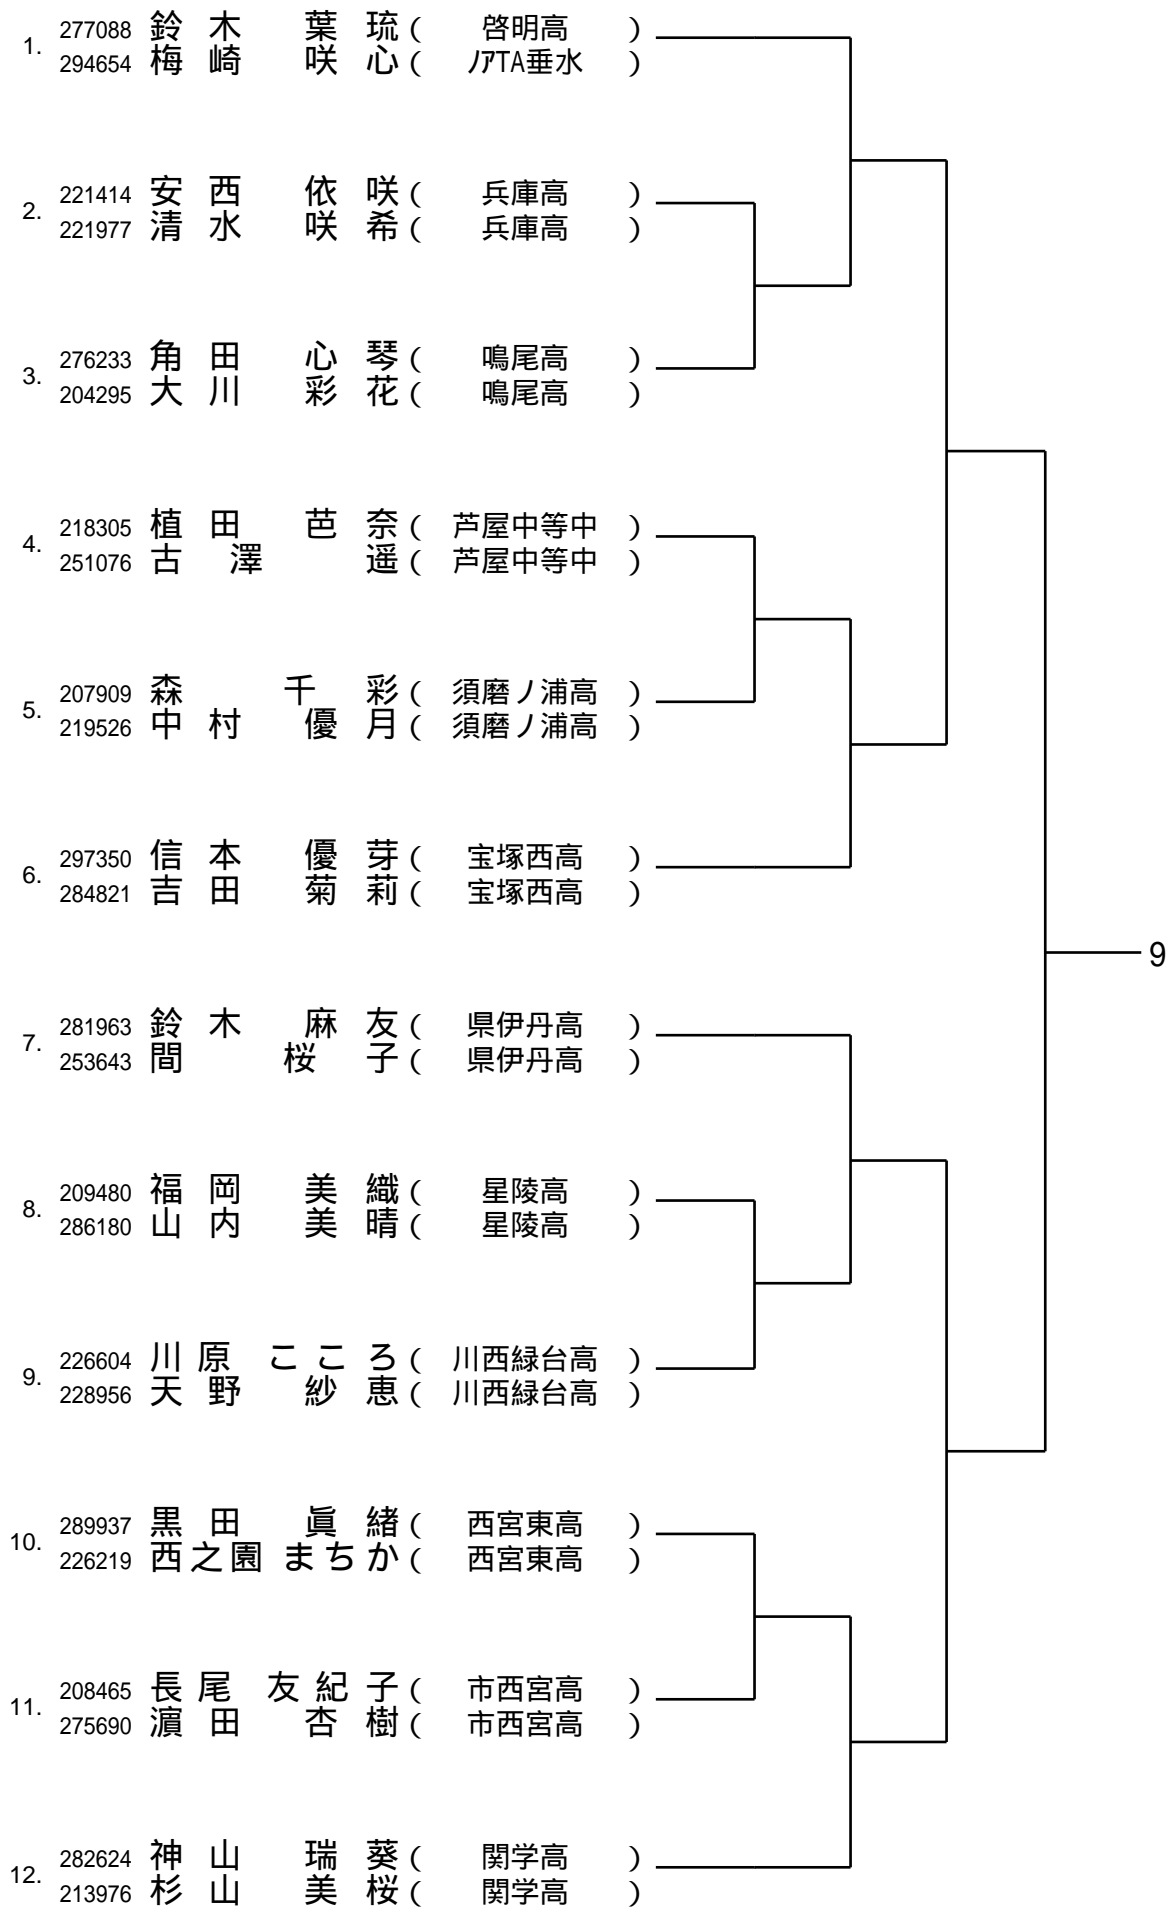 1. 277088 鈴木 葉琉 ( 啓明高 )
294654 梅崎 咲心 ( ﾉｱTA垂水 )
2. 221414 安西 依咲 ( 兵庫高 )
221977 清水 咲希 ( 兵庫高 )
3. 276233 角田 心琴 ( 鳴尾高 )
204295 大川 彩花 ( 鳴尾高 )
4. 218305 植田 芭奈 ( 芦屋中等中 )
251076 古澤 遥 ( 芦屋中等中 )
5. 207909 森 千彩 ( 須磨ノ浦高 )
219526 中村 優月 ( 須磨ノ浦高 )
6. 297350 信本 優芽 ( 宝塚西高 )
284821 吉田 菊莉 ( 宝塚西高 )
9
7. 281963 鈴木 麻友 ( 県伊丹高 )
253643 間 桜子 ( 県伊丹高 )
8. 209480 福岡 美織 ( 星陵高 )
286180 山内 美晴 ( 星陵高 )
9. 226604 川原 こころ ( 川西緑台高 )
228956 天野 紗恵 ( 川西緑台高 )
10. 289937 黒田 眞緒 ( 西宮東高 )
226219 西之園 まちか ( 西宮東高 )
11. 208465 長尾 友紀子 ( 市西宮高 )
275690 濵田 杏樹 ( 市西宮高 )
12. 282624 神山 瑞葵 ( 関学高 )
213976 杉山 美桜 ( 関学高 )